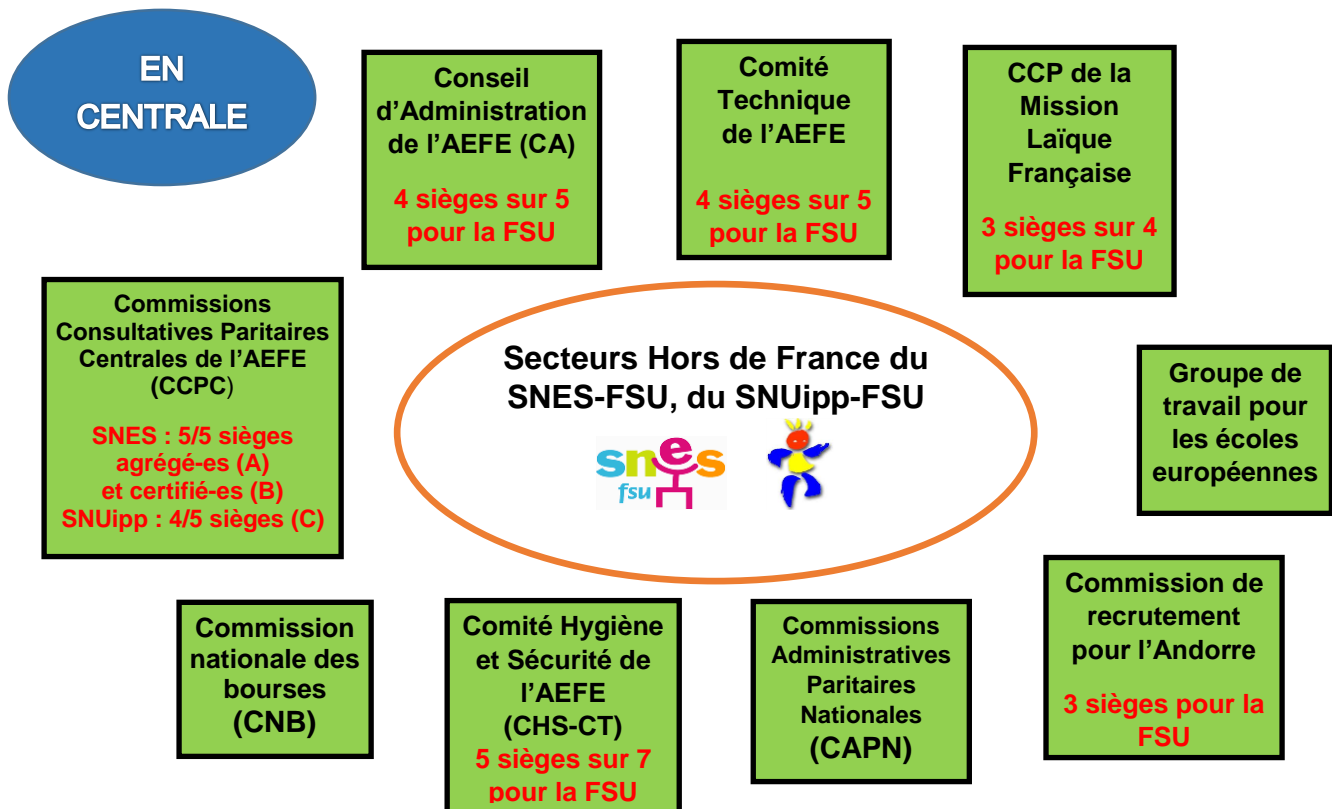 EN
CENTRALE
Conseil
d’Administration
de l’AEFE (CA)
4 sièges sur 5
pour la FSU
Comité
Technique
de l’AEFE
4 sièges sur 5
pour la FSU
CCP de la
Mission
Laïque
Française
3 sièges sur 4
pour la FSU
Commissions
Consultatives Paritaires
Centrales de l’AEFE
(CCPC)
SNES : 5/5 sièges
agrégé-es (A)
et certifié-es (B)
SNUipp : 4/5 sièges (C)
Secteurs Hors de France du
SNES-FSU, du SNUipp-FSU
snes
fsu
Groupe de
travail pour
les écoles
européennes
Commission
nationale des
bourses
(CNB)
Comité Hygiène
et Sécurité de
l’AEFE
(CHS-CT)
5 sièges sur 7
pour la FSU
Commissions
Administratives
Paritaires
Nationales
(CAPN)
Commission de
recrutement
pour l’Andorre
3 sièges pour la
FSU